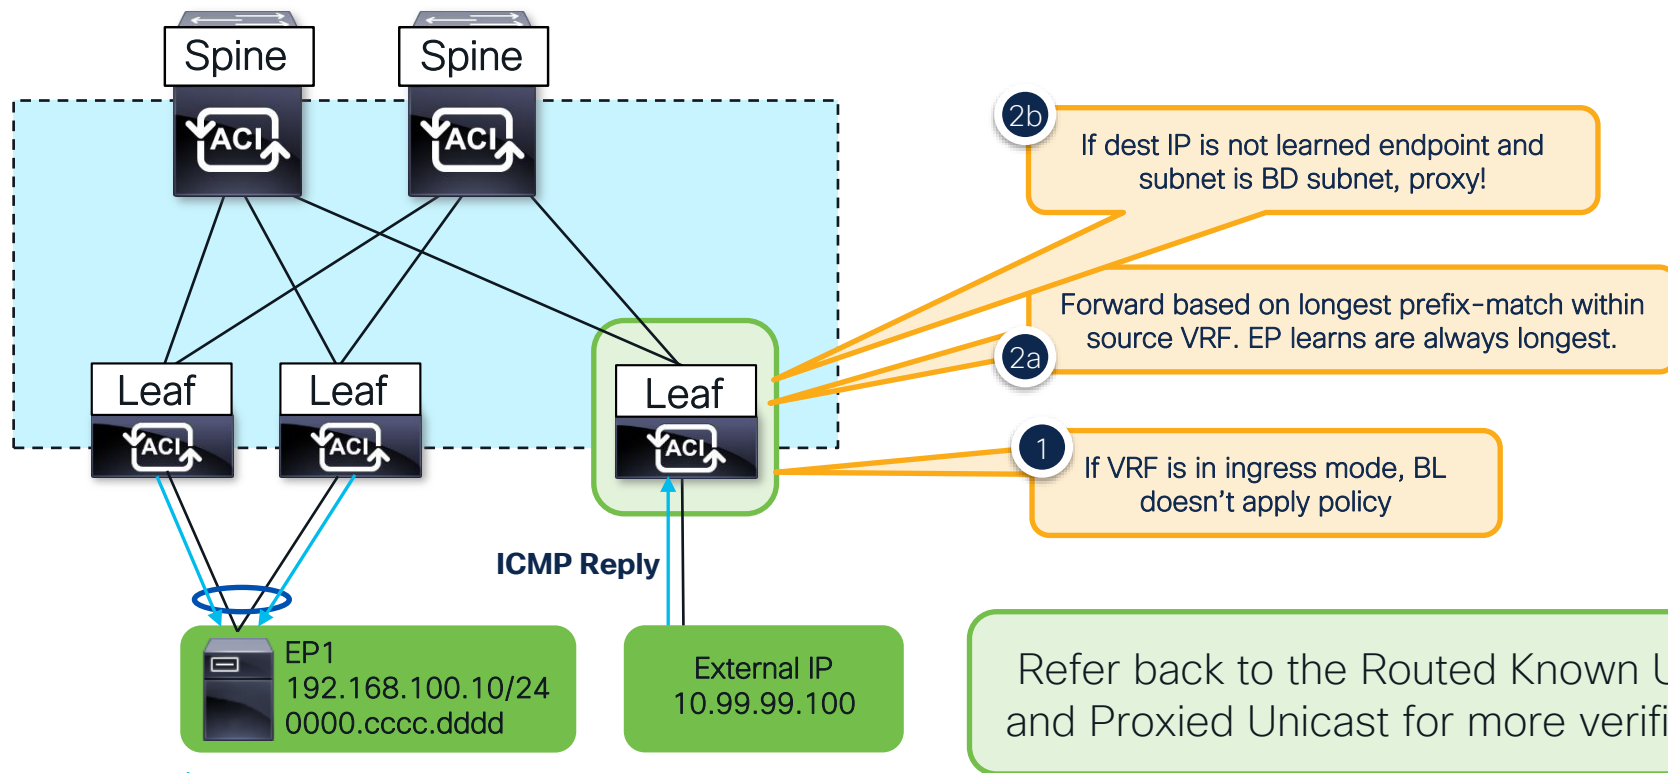 Spine
Spine
ACI
ACI
2b
If dest IP is not learned endpoint and
subnet is BD subnet, proxy!
Forward based on longest prefix-match within
source VRF. EP learns are always longest.
2a
Leaf
Leaf
Leaf
ACI
ACI
ACI
1
If VRF is in ingress mode, BL
doesn't apply policy
ICMP Reply
EP1
192.168.100.10/24
0000.cccc.dddd
External IP
10.99.99.100
Refer back to the Routed Known U
and Proxied Unicast for more verifi